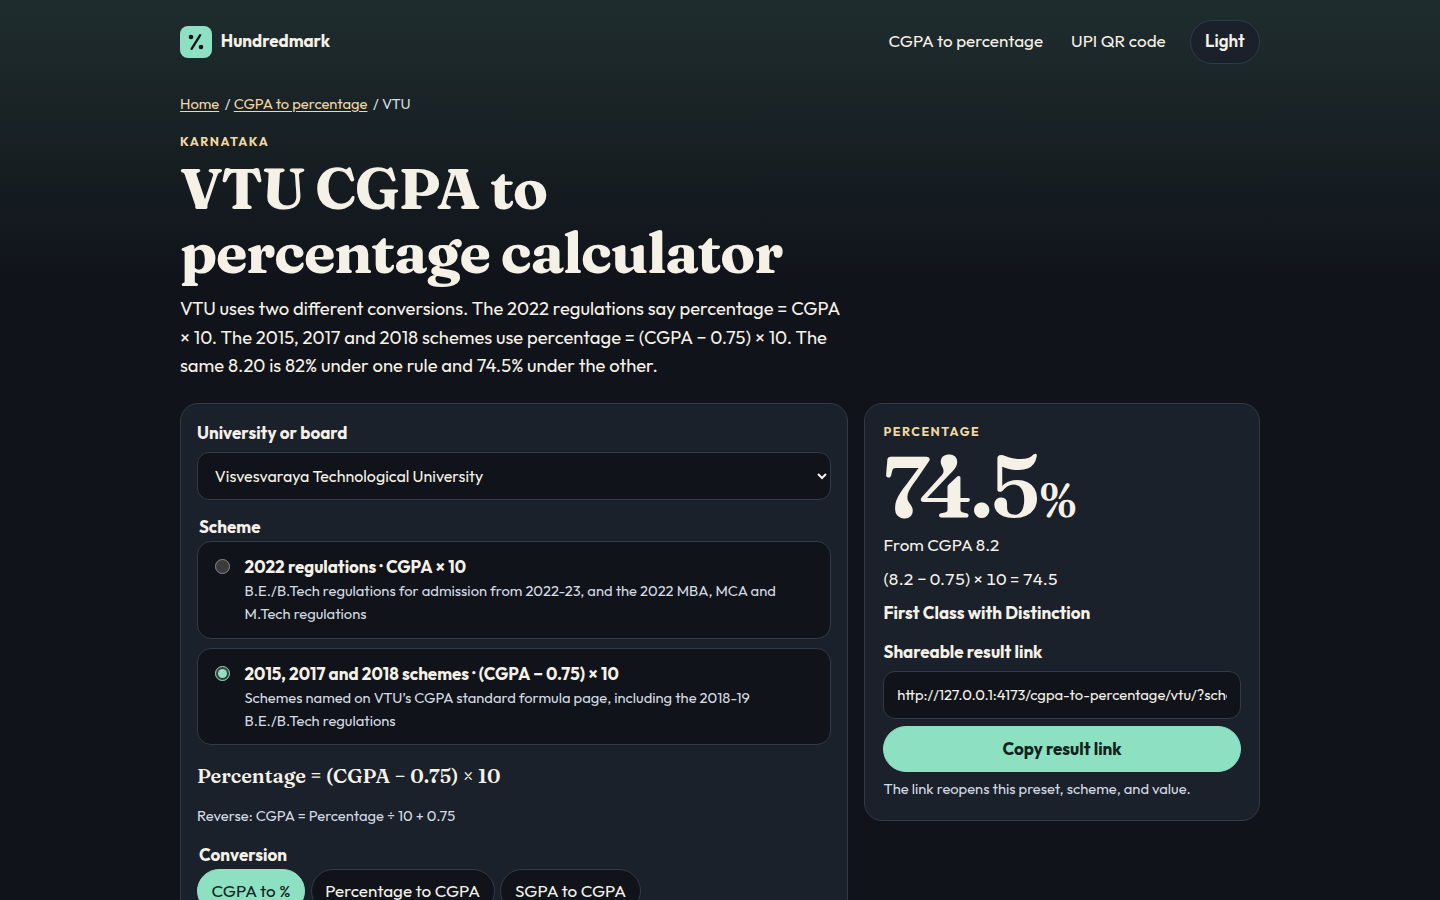 Hundredmark
CGPA to percentage
UPI QR code
Light
Home / CGPA to percentage / VTU
KARNATAKA
VTU CGPA to
percentage calculator
VTU uses two different conversions. The 2022 regulations say percentage = CGPA
× 10. The 2015, 2017 and 2018 schemes use percentage = (CGPA − 0.75) × 10. The
same 8.20 is 82% under one rule and 74.5% under the other.
University or board
Visvesvaraya Technological University
Scheme
2022 regulations · CGPA × 10
B.E./B.Tech regulations for admission from 2022-23, and the 2022 MBA, MCA and
M.Tech regulations
2015, 2017 and 2018 schemes · (CGPA − 0.75) × 10
Schemes named on VTU's CGPA standard formula page, including the 2018-19
B.E./B.Tech regulations
Percentage = (CGPA − 0.75) × 10
Reverse: CGPA = Percentage ÷ 10 + 0.75
Conversion
CGPA to %
Percentage to CGPA
SGPA to CGPA
PERCENTAGE
74.5%
From CGPA 8.2
(8.2 − 0.75) × 10 = 74.5
First Class with Distinction
Shareable result link
http://127.0.0.1:4173/cgpa-to-percentage/vtu/?sch
Copy result link
The link reopens this preset, scheme, and value.